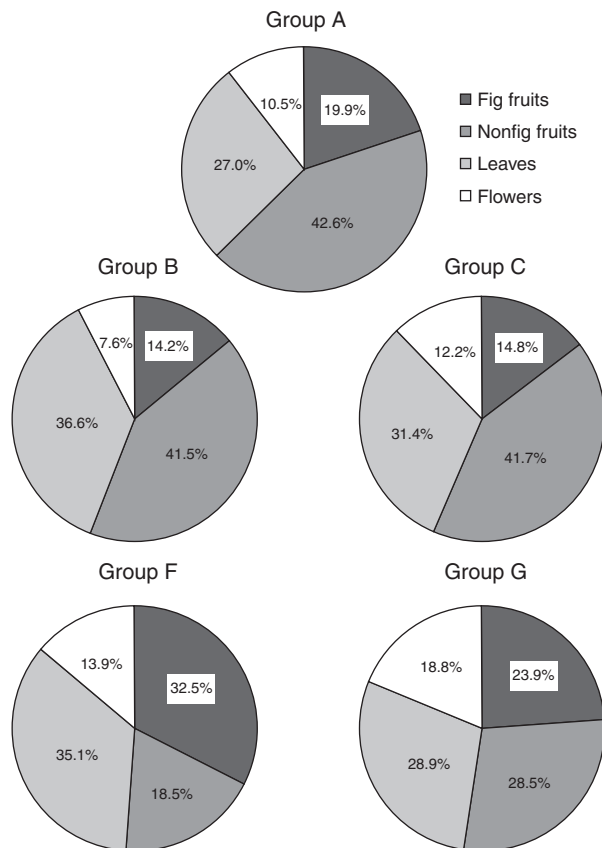 Group A
10.5%
19.9%
27.0%
42.6%
Fig fruits
Nonfig fruits
Leaves
Flowers
Group B
7.6%
14.2%
36.6%
41.5%
Group C
12.2%
14.8%
31.4%
41.7%
Group F
13.9%
32.5%
35.1%
18.5%
Group G
18.8%
23.9%
28.9%
28.5%